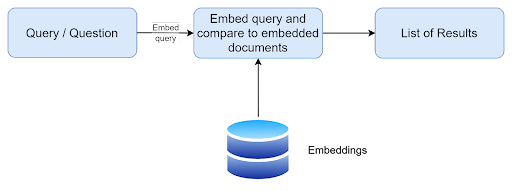 Query / Question
Embed
query
Embed query and
compare to embedded
documents
List of Results
Embeddings